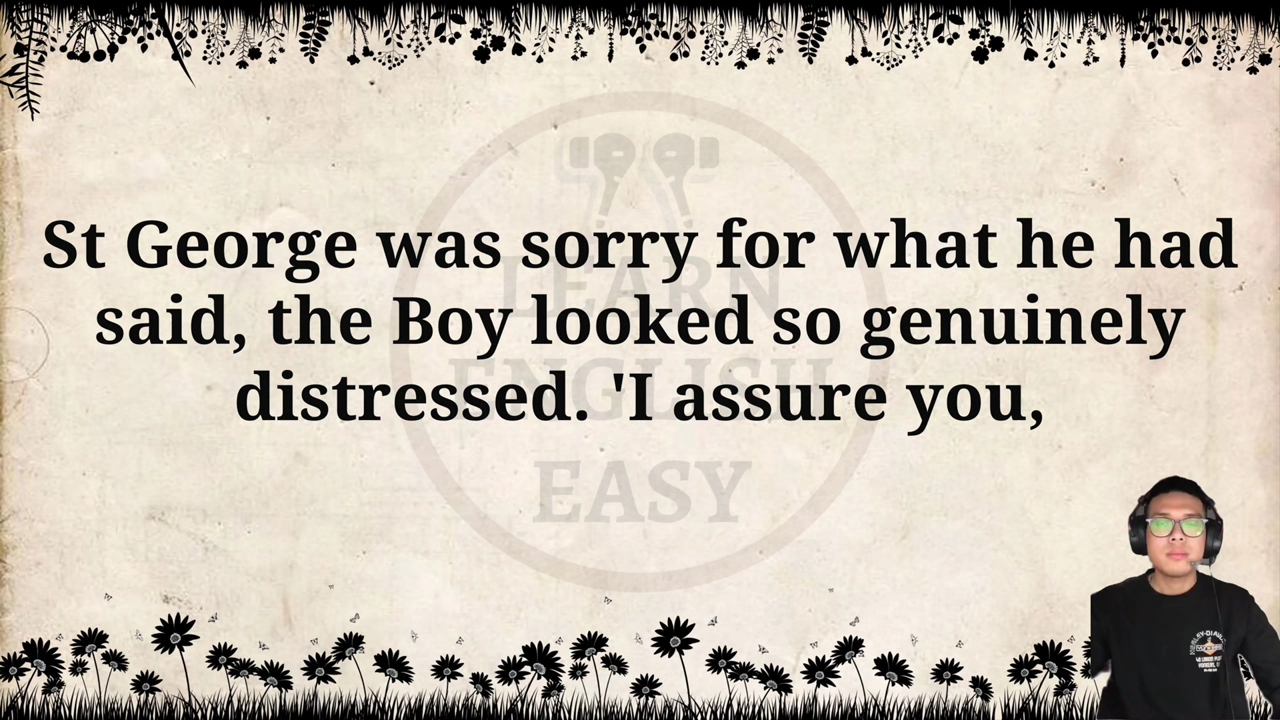 St George was sorry for what he had
said, the Boy looked so genuinely
distressed. 'I assure you,
LEARN
ENGLISH
EASY